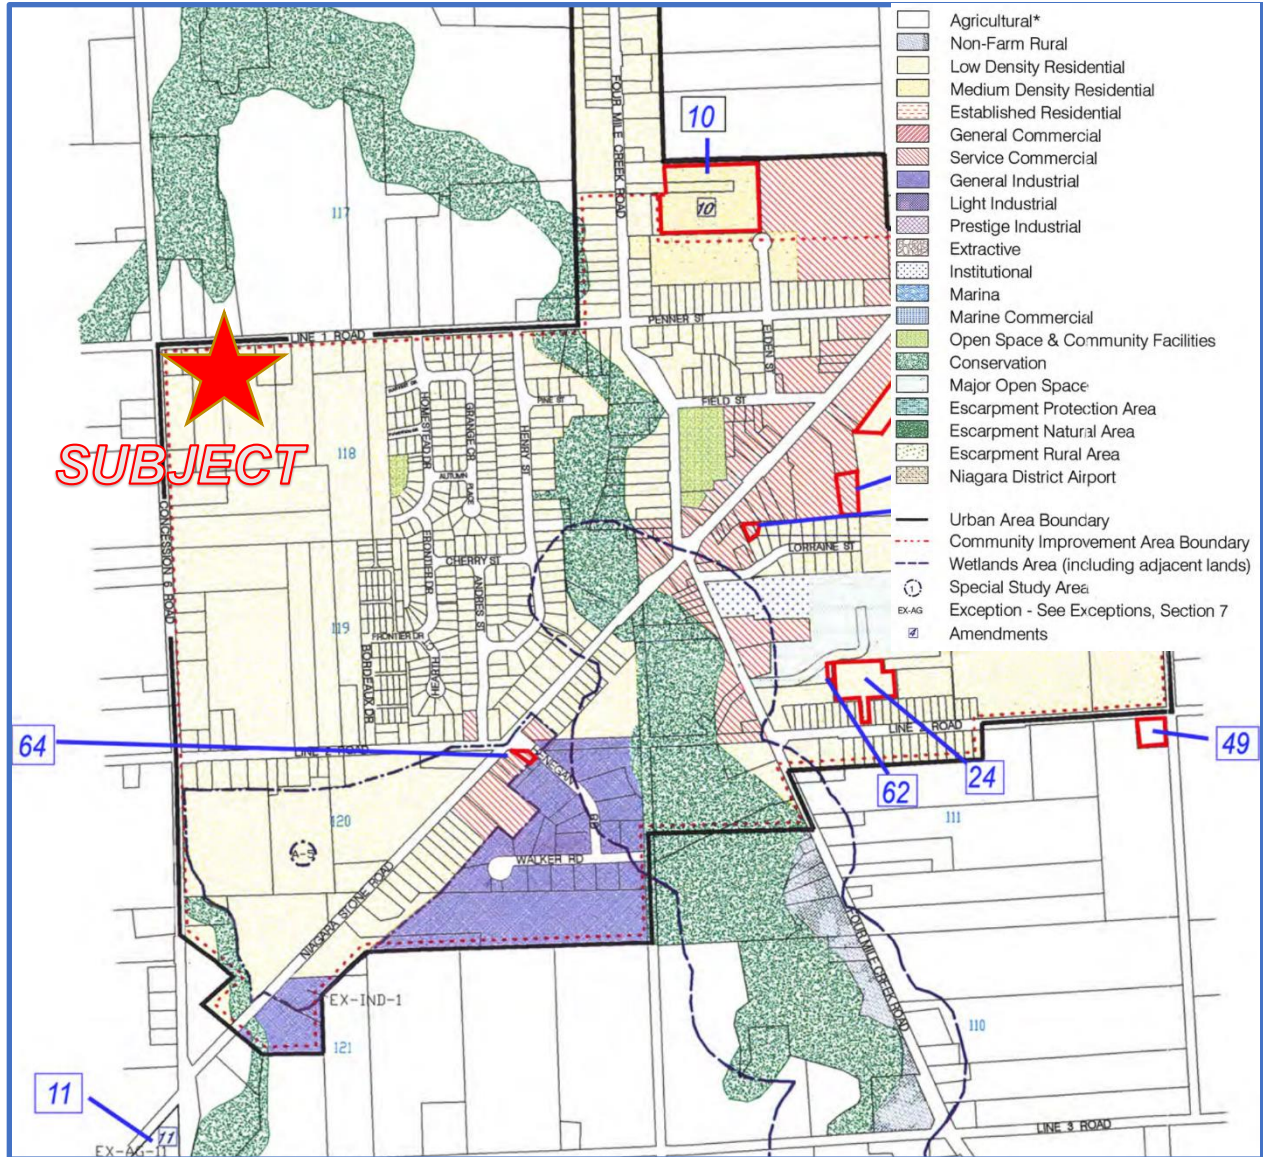 Agricultural*
Non-Farm Rural
Low Density Residential
Medium Density Residential
Established Residential
General Commercial
Service Commercial
General Industrial
Light Industrial
Prestige Industrial
Extractive
Institutional
Marina
Marine Commercial
Open Space & Community Facilities
Conservation
Major Open Space
Escarpment Protection Area
Escarpment Natural Area
Escarpment Rural Area
Niagara District Airport
Urban Area Boundary
Community Improvement Area Boundary
Wetlands Area (including adjacent lands)
1
Special Study Area
EX-AG
Exception - See Exceptions, Section 7
Amendments
FOUR MILE CREEK ROAD
10
10
117
LINE 1 ROAD
PENNER ST
ELDEN ST
FIELD ST
PINE ST
HENRY ST
HOMESTEAD DR
GRANGE CR
AUTUMN
PLACE
118
SUBJECT
CONCESSION 6 ROAD
CHERRY ST
LORRAINE ST
FRONTIER DR
ANDRES ST
119
FRONTIER DR
HEARTH
BORDEAUX DR
LINE 2 ROAD
LINE 2 ROAD
64
62
24
49
120
A-5
WALKER RD
NIAGARA STONE ROAD
111
FOUR MILE CREEK ROAD
EX-IND-1
121
110
11
11
EX-AG-11
LINE 3 ROAD